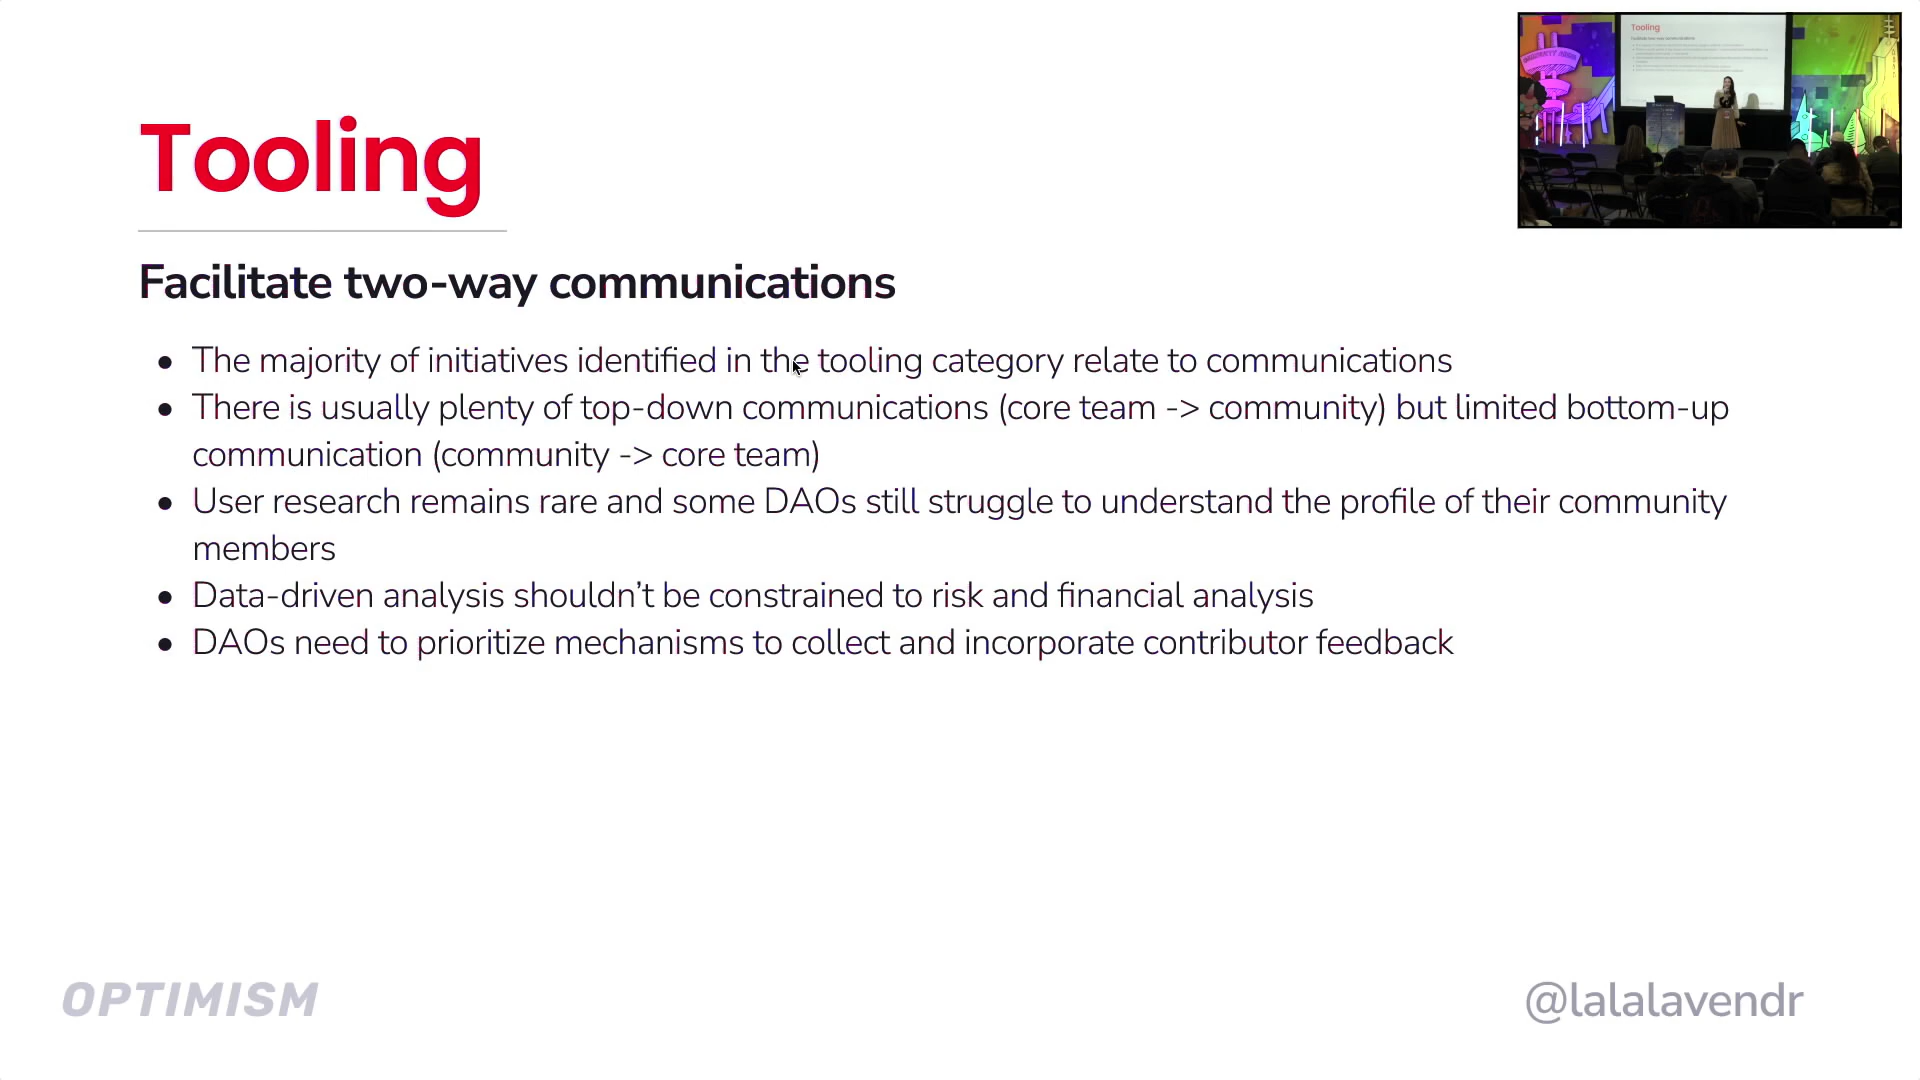 Tooling
Facilitate two-way communications
• The majority of initiatives identified in the tooling category relate to communications
• There is usually plenty of top-down communications (core team -> community) but limited bottom-up
communication (community -> core team)
• User research remains rare and some DAOs still struggle to understand the profile of their community
members
• Data-driven analysis shouldn’t be constrained to risk and financial analysis
• DAOs need to prioritize mechanisms to collect and incorporate contributor feedback
OPTIMISM
@lalalavendr
Tooling